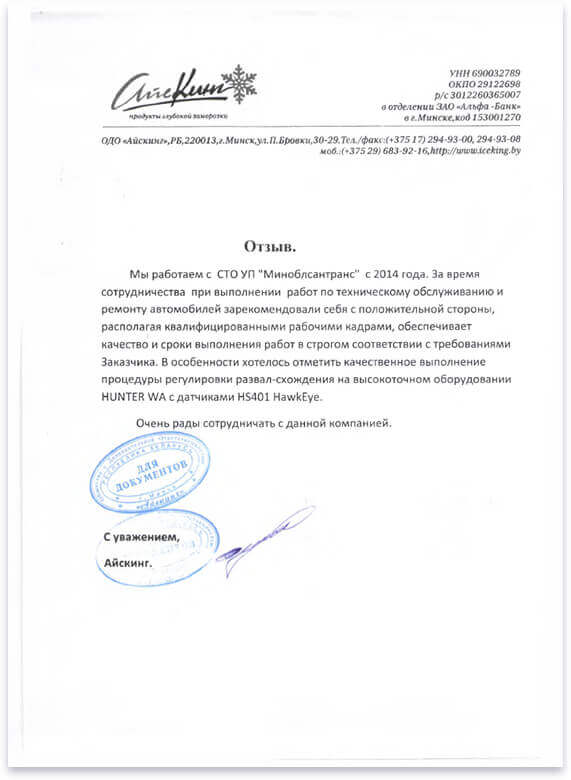 АйсКинг
продукты глубокой заморозки
УНН 690032789
ОКПО 29122698
р/с 3012260365007
в отделении ЗАО «Альфа -Банк»
в г.Минске,код 153001270
ОДО «Айскинг»,РБ,220013,г.Минск,ул.П.Бровки,30-29.Тел./факс:(+375 17) 294-93-00, 294-93-08
моб.:(+375 29) 683-92-16,http://www.iceking.by
Отзыв.
Мы работаем с СТО УП "Миноблсантранс" с 2014 года. За время
сотрудничества при выполнении работ по техническому обслуживанию и
ремонту автомобилей зарекомендовали себя с положительной стороны,
располагая квалифицированными рабочими кадрами, обеспечивает
качество и сроки выполнения работ в строгом соответствии с требованиями
Заказчика. В особенности хотелось отметить качественное выполнение
процедуры регулировки развал-схождения на высокоточном оборудовании
HUNTER WA с датчиками HS401 HawkEye.
Очень рады сотрудничать с данной компанией.
РЕСПУБЛИКА БЕЛАРУСЬ
ДЛЯ
ДОКУМЕНТОВ
г. Минск
«Айскинг»
С уважением,
Айскинг.